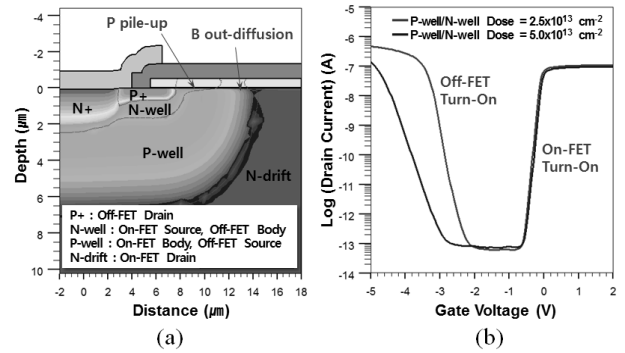 P pile-up
B out-diffusion
-4
-2
0
2
4
6
8
10
Depth (μm)
P+
N+
N-well
P-well
N-drift
P+ : Off-FET Drain
N-well : On-FET Source, Off-FET Body
P-well : On-FET Body, Off-FET Source
N-drift : On-FET Drain
-2 0 2 4 6 8 10 12 14 16 18
Distance (μm)
(a)
P-well/N-well Dose = 2.5x10¹³ cm⁻²
P-well/N-well Dose = 5.0x10¹³ cm⁻²
-5
-6
-7
-8
-9
-10
-11
-12
-13
-14
Log (Drain Current) (A)
Off-FET
Turn-On
On-FET
Turn-On
-5 -4 -3 -2 -1 0 1 2
Gate Voltage (V)
(b)